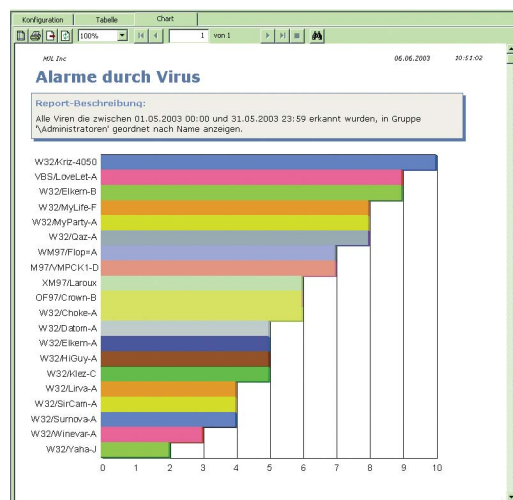 Konfiguration Tabelle Chart
100% 1 von 1
MJL Inc 06.06.2003 10:51:02
Alarme durch Virus
Report-Beschreibung:
Alle Viren die zwischen 01.05.2003 00:00 und 31.05.2003 23:59 erkannt wurden, in Gruppe
'\Administratoren' geordnet nach Name anzeigen.
W32/Kriz-4050
VBS/LoveLet-A
W32/Elkern-B
W32/MyLife-F
W32/MyParty-A
W32/Qaz-A
WM97/Flop=A
M97/VMPCK1-D
XM97/Laroux
OF97/Crown-B
W32/Choke-A
W32/Datom-A
W32/Elkern-A
W32/HiGuy-A
W32/Klez-C
W32/Lirva-A
W32/SirCam-A
W32/Surnova-A
W32/Winevar-A
W32/Yaha-J
0 1 2 3 4 5 6 7 8 9 10